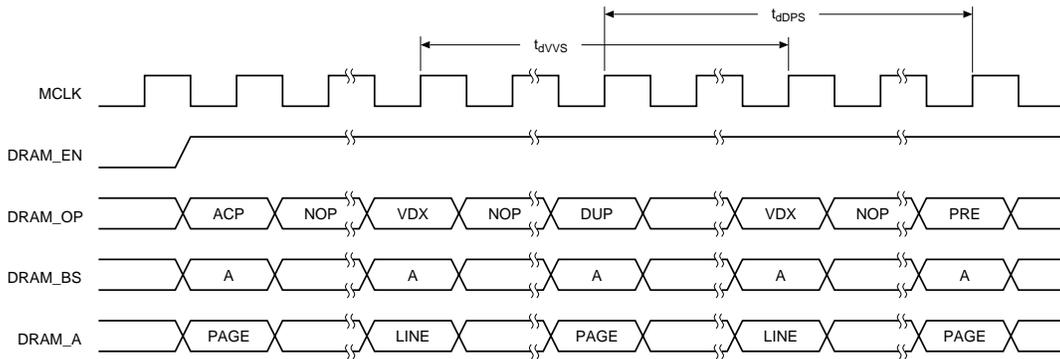 tdDPS
tdVVS
MCLK
DRAM_EN
DRAM_OP ACP NOP VDX NOP DUP VDX NOP PRE
DRAM_BS A A A A A
DRAM_A PAGE LINE PAGE LINE PAGE